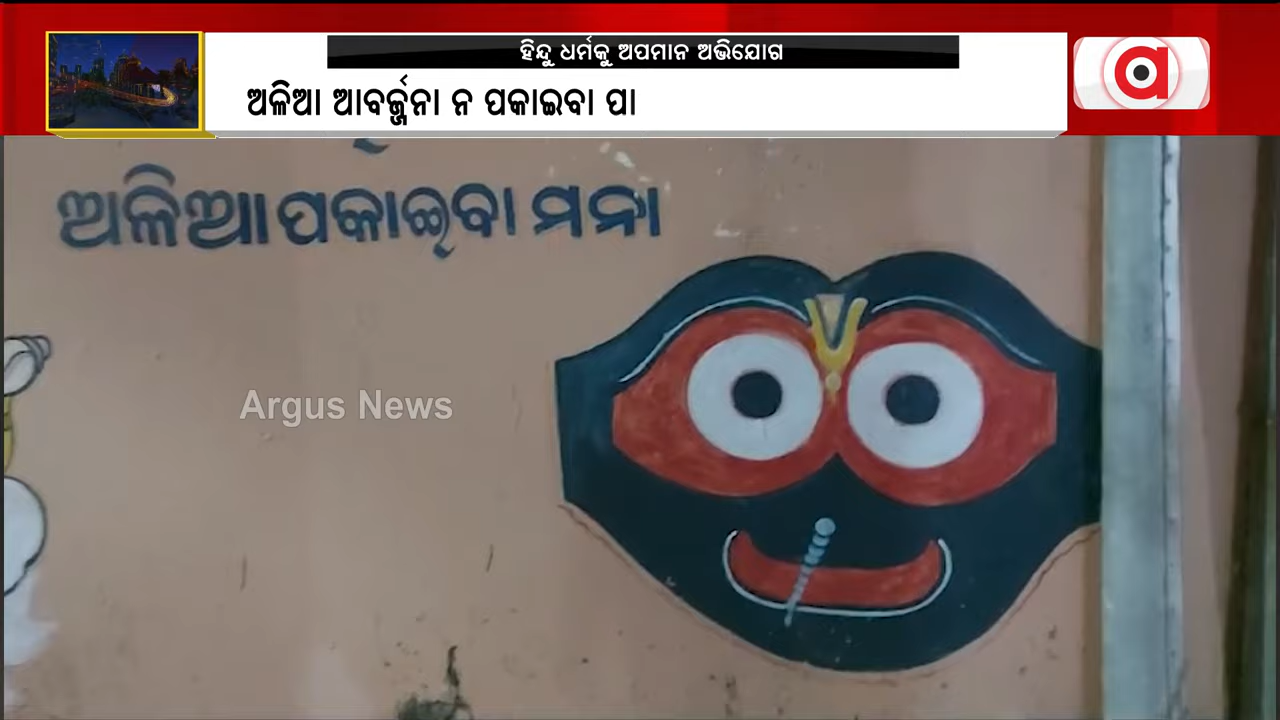 ହିନ୍ଦୁ ଧର୍ମକୁ ଅପମାନ ଅଭିଯୋଗ
ଅଳିଆ ଆବର୍ଜ୍ଜନା ନ ପକାଇବା ପା
a
ଅଳିଆ ପକାଇବା ମନା
Argus News